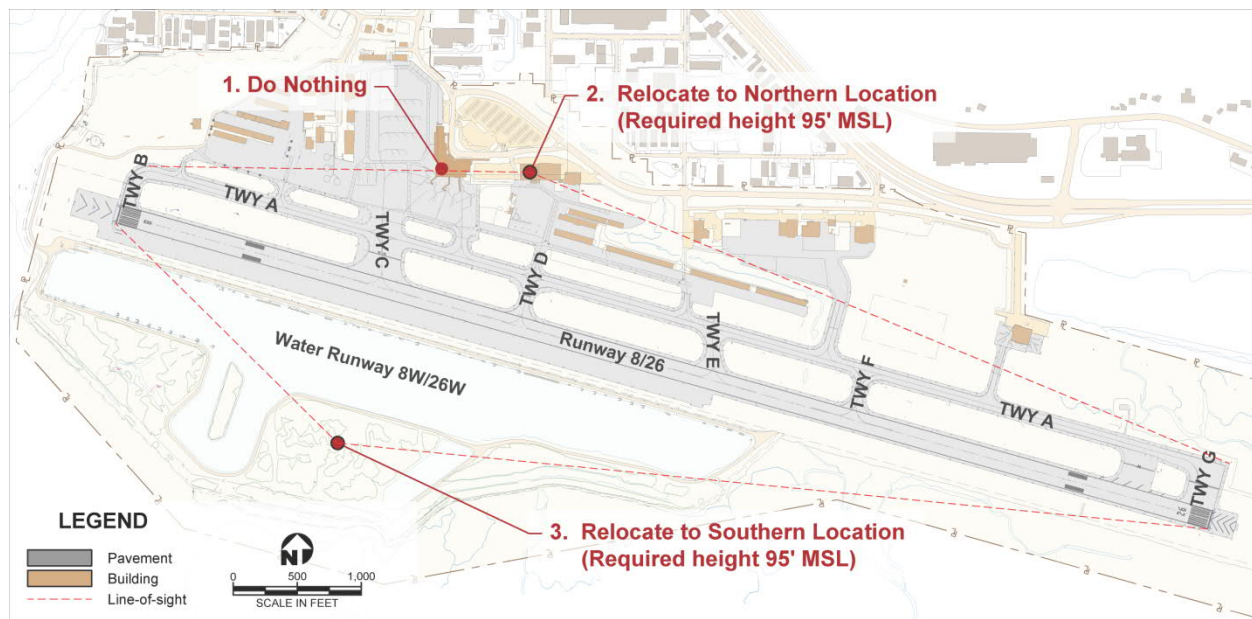 1. Do Nothing
2. Relocate to Northern Location
(Required height 95' MSL)
TWY B
TWY A
TWY C
TWY D
TWY E
Runway 8/26
Water Runway 8W/26W
TWY F
TWY A
TWY G
3. Relocate to Southern Location
(Required height 95' MSL)
LEGEND
Pavement
Building
Line-of-sight
N
0 500 1,000
SCALE IN FEET